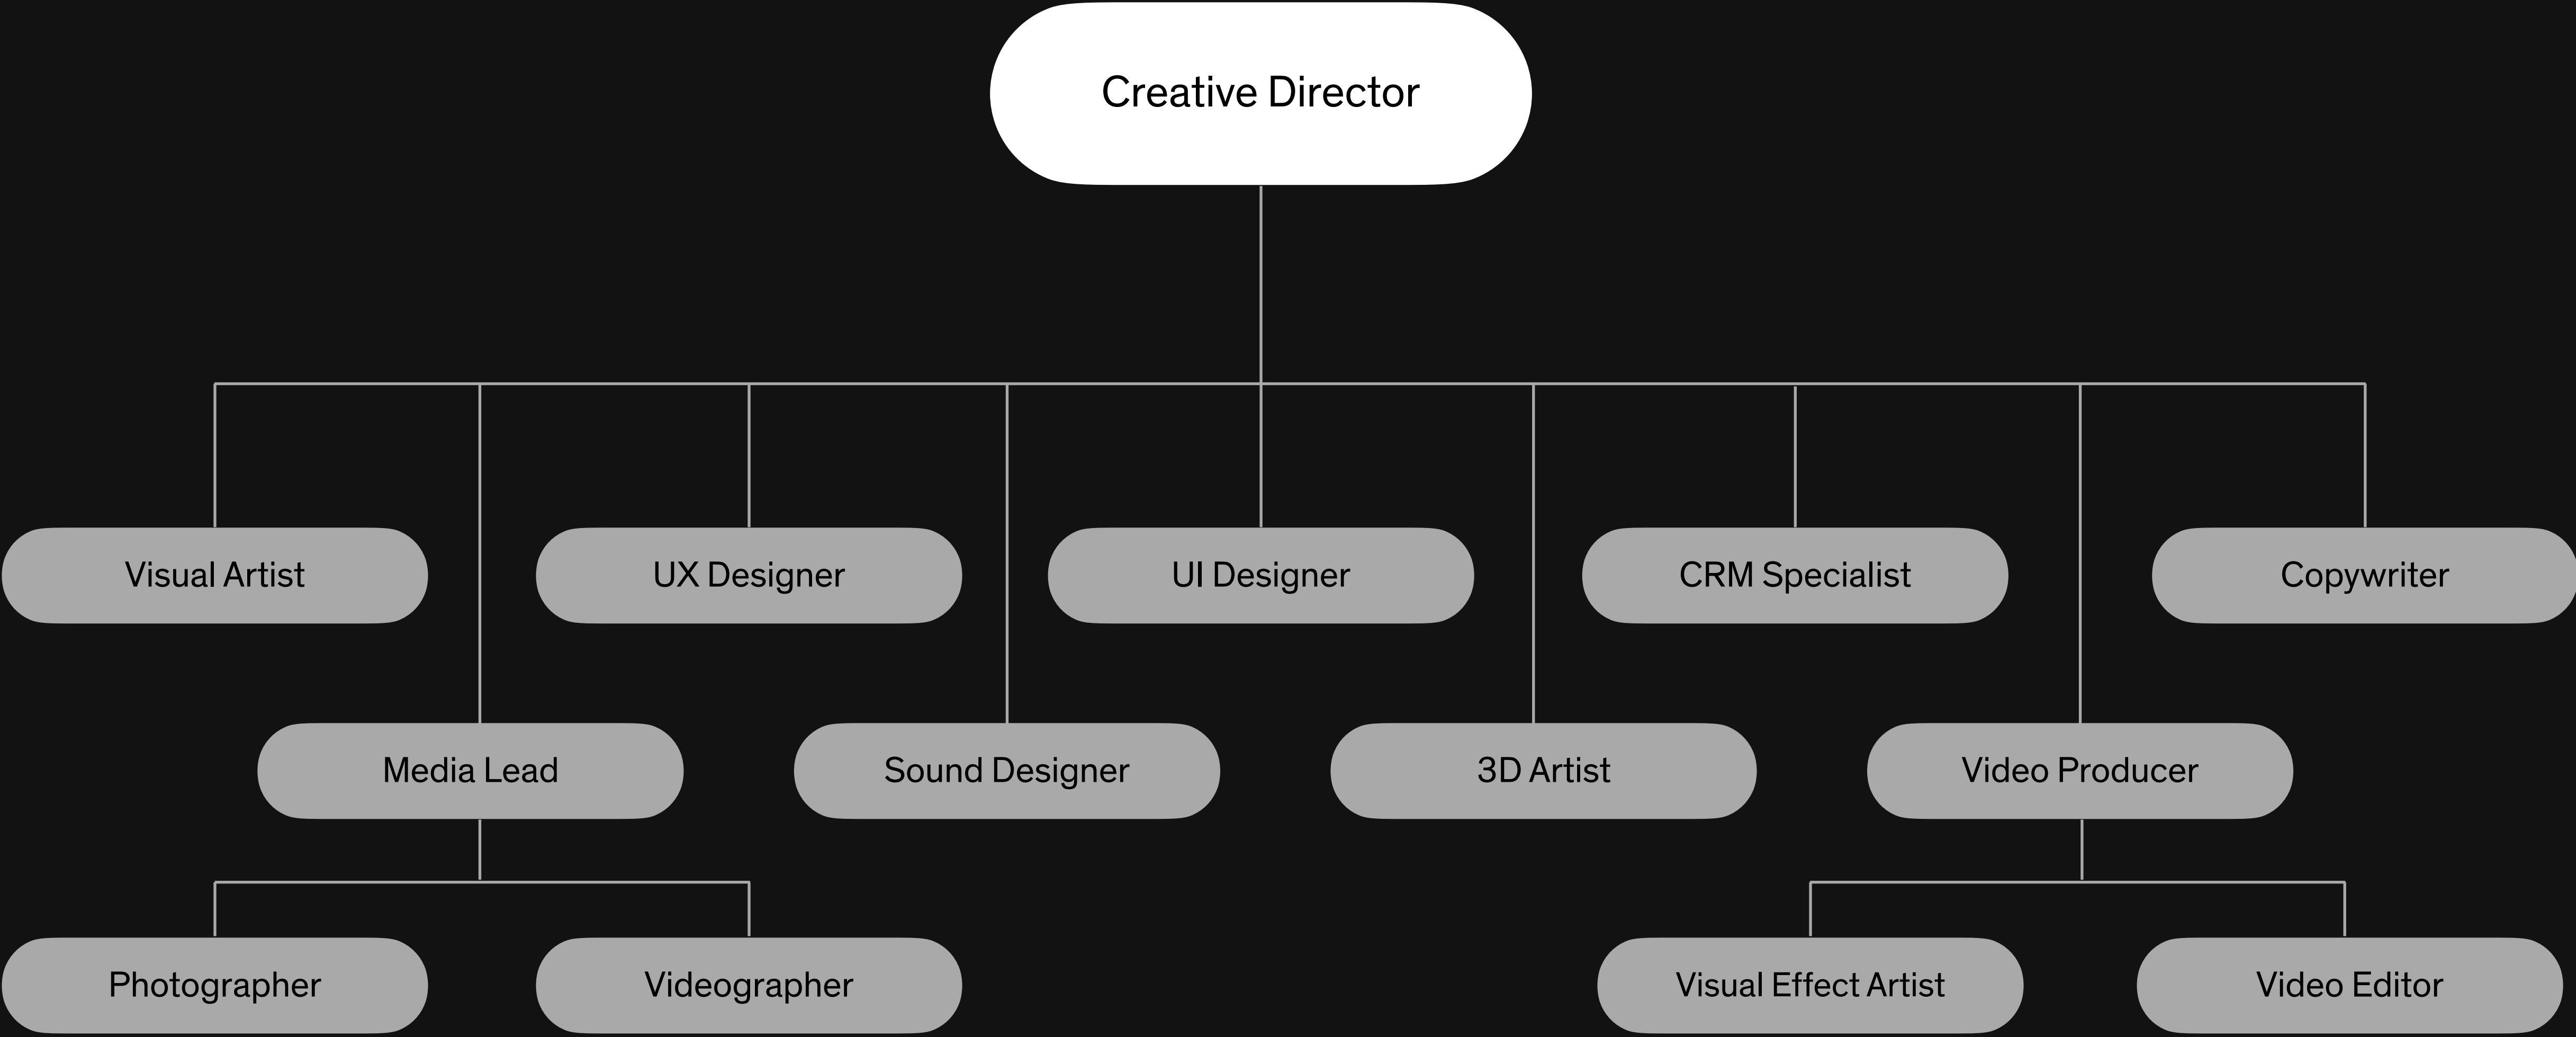 Creative Director
Visual Artist
UX Designer
UI Designer
CRM Specialist
Copywriter
Media Lead
Sound Designer
3D Artist
Video Producer
Photographer
Videographer
Visual Effect Artist
Video Editor